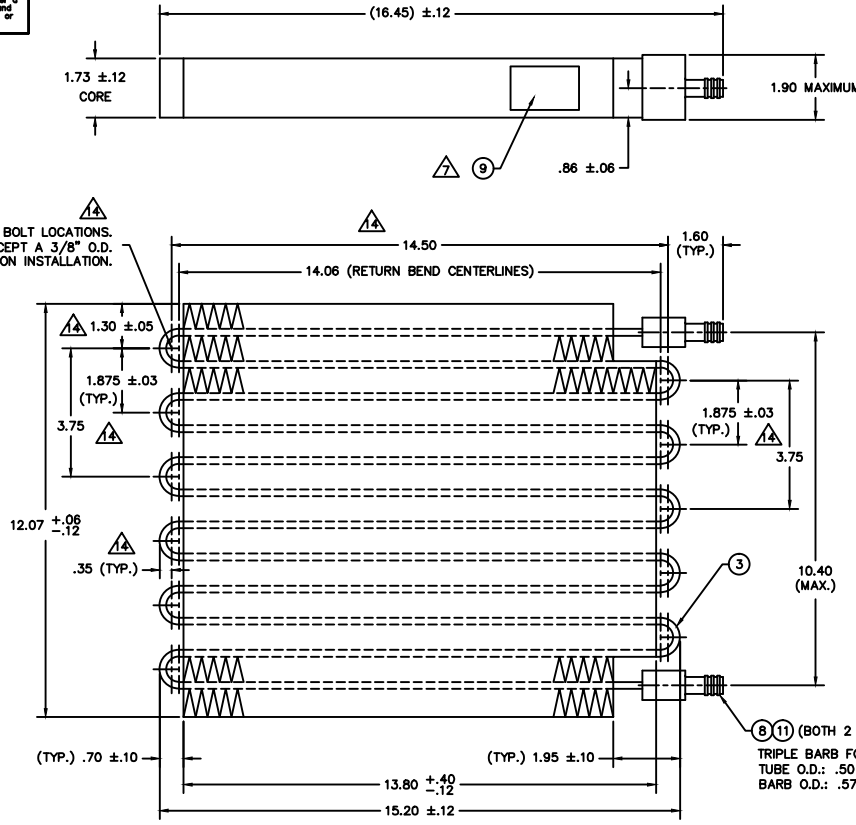 and
or
(16.45) ±.12
1.73 ±.12
CORE
1.90 MAXIMUM
7
9
.86 ±.06
14
BOLT LOCATIONS.
CEPT A 3/8" O.D.
ON INSTALLATION.
14
14.50
1.60
(TYP.)
14.06 (RETURN BEND CENTERLINES)
14
1.30 ±.05
1.875 ±.03
(TYP.)
3.75
14
1.875 ±.03
(TYP.)
14
3.75
12.07 +.06 -.12
14
.35 (TYP.)
3
10.40
(MAX.)
8 11 (BOTH 2
TRIPLE BARB FO
TUBE O.D.: .50
BARB O.D.: .57
(TYP.) .70 ±.10
(TYP.) 1.95 ±.10
13.80 +.40 -.12
15.20 ±.12